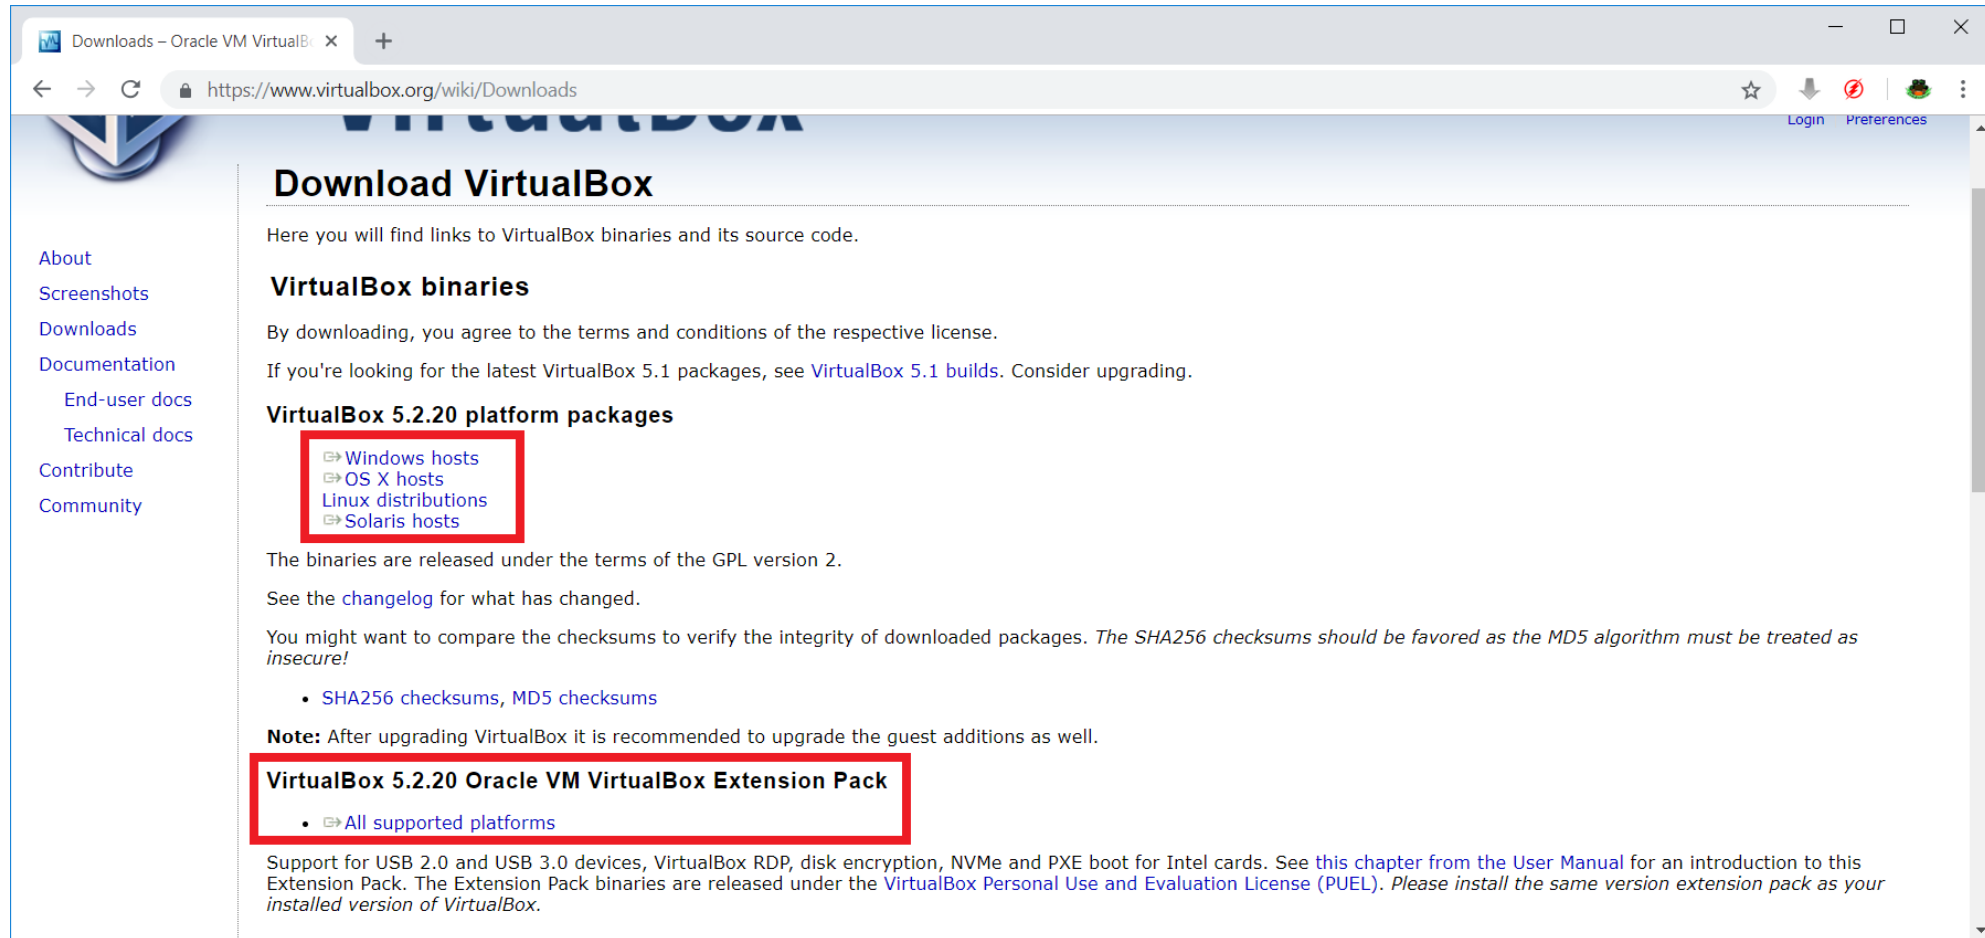 Downloads – Oracle VM VirtualB
https://www.virtualbox.org/wiki/Downloads
VirtualBox
Login Preferences
Download VirtualBox
Here you will find links to VirtualBox binaries and its source code.
About
Screenshots
Downloads
Documentation
End-user docs
Technical docs
Contribute
Community
VirtualBox binaries
By downloading, you agree to the terms and conditions of the respective license.
If you're looking for the latest VirtualBox 5.1 packages, see VirtualBox 5.1 builds. Consider upgrading.
VirtualBox 5.2.20 platform packages
Windows hosts
OS X hosts
Linux distributions
Solaris hosts
The binaries are released under the terms of the GPL version 2.
See the changelog for what has changed.
You might want to compare the checksums to verify the integrity of downloaded packages. The SHA256 checksums should be favored as the MD5 algorithm must be treated as
insecure!
• SHA256 checksums, MD5 checksums
Note: After upgrading VirtualBox it is recommended to upgrade the guest additions as well.
VirtualBox 5.2.20 Oracle VM VirtualBox Extension Pack
• All supported platforms
Support for USB 2.0 and USB 3.0 devices, VirtualBox RDP, disk encryption, NVMe and PXE boot for Intel cards. See this chapter from the User Manual for an introduction to this
Extension Pack. The Extension Pack binaries are released under the VirtualBox Personal Use and Evaluation License (PUEL). Please install the same version extension pack as your
installed version of VirtualBox.